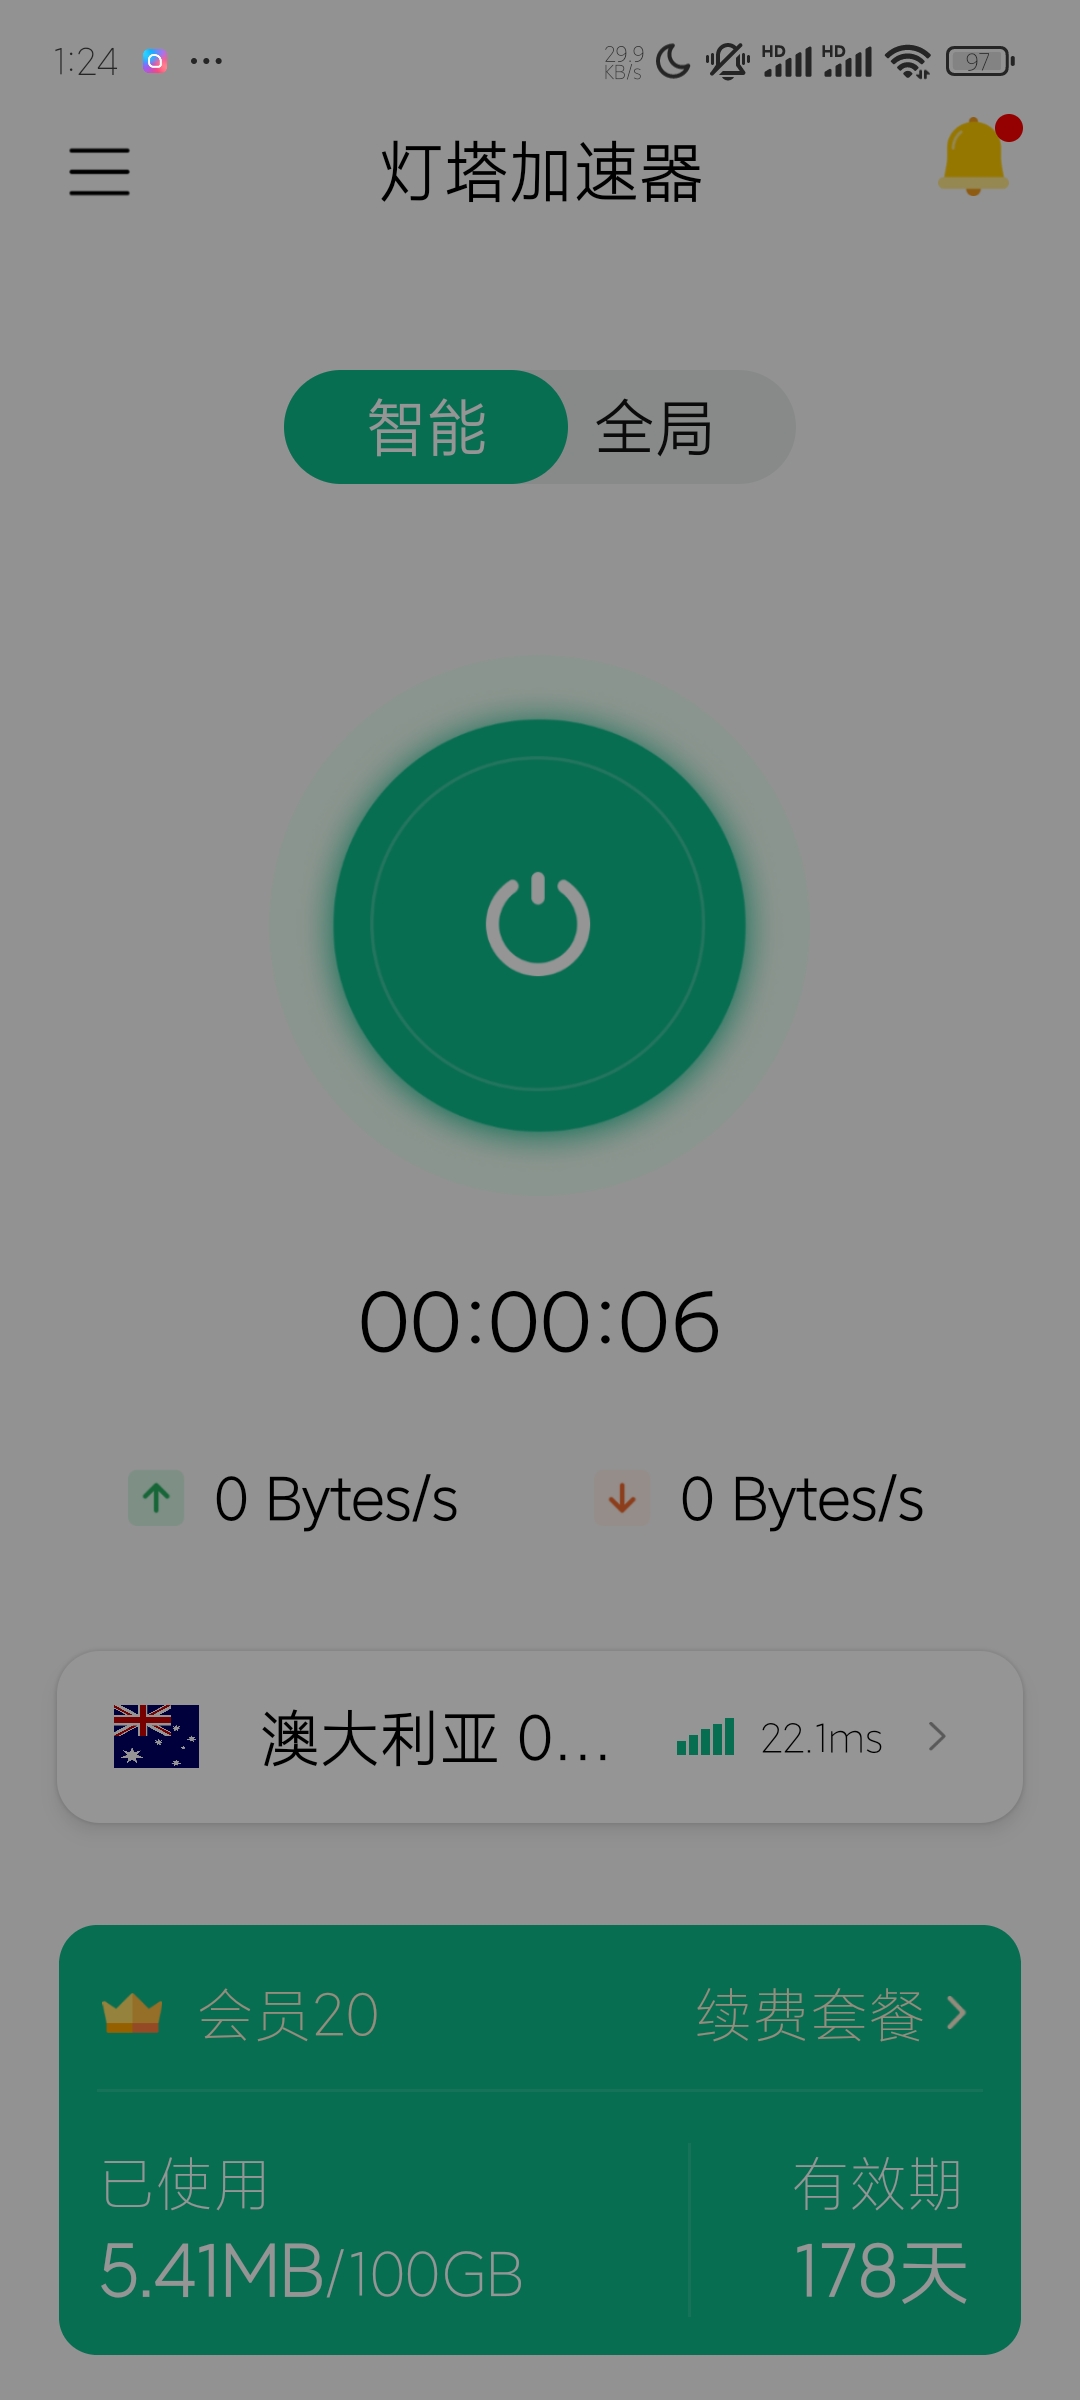 1:24
29.9 KB/s
HD HD
97
灯塔加速器
智能 全局
00:00:06
0 Bytes/s 0 Bytes/s
澳大利亚 0... 22.1ms
会员20 续费套餐
已使用 有效期
5.41MB/100GB 178天